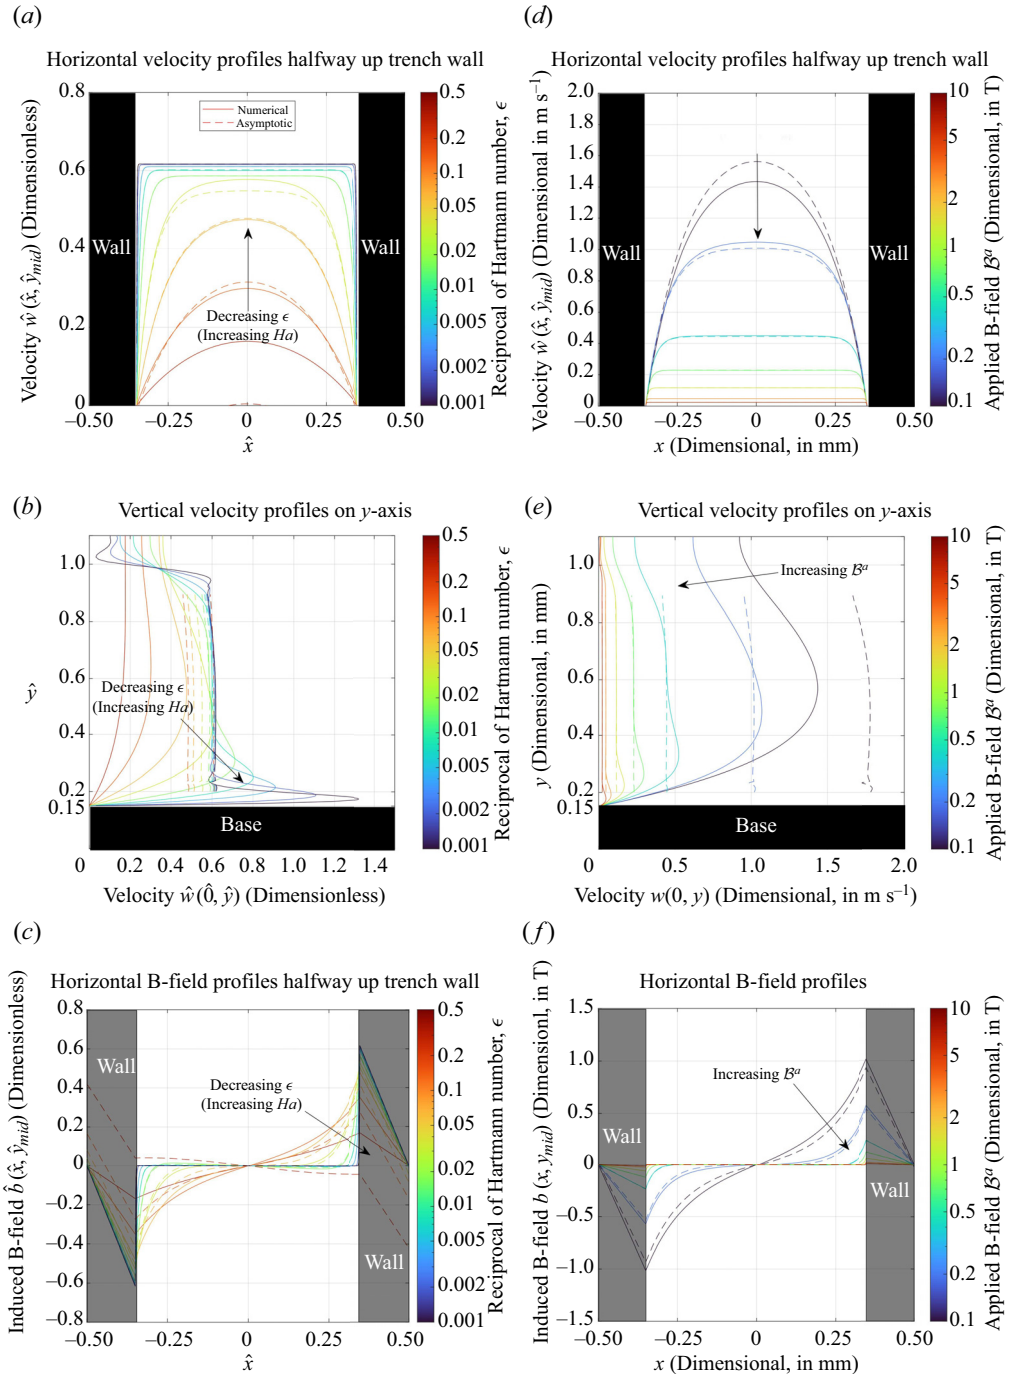 (a)
Horizontal velocity profiles halfway up trench wall
Velocity ŵ (x̂, ŷmid) (Dimensionless)
0.8
0.6
0.4
0.2
0
Wall
Wall
Numerical
Asymptotic
Decreasing ϵ
(Increasing Ha)
–0.50
–0.25
0
0.25
0.50
x̂
Reciprocal of Hartmann number, ϵ
0.5
0.2
0.1
0.05
0.02
0.01
0.005
0.002
0.001
(d)
Horizontal velocity profiles halfway up trench wall
Velocity ŵ (x̂, ŷmid) (Dimensional in m s⁻¹)
2.0
1.8
1.6
1.4
1.2
1.0
0.8
0.6
0.4
0.2
0
Wall
Wall
–0.50
–0.25
0
0.25
0.50
x (Dimensional, in mm)
Applied B-field ℬᵃ (Dimensional, in T)
10
5
2
1
0.5
0.2
0.1
(b)
Vertical velocity profiles on y-axis
ŷ
1.0
0.8
0.6
0.4
0.2
0.15
Decreasing ϵ
(Increasing Ha)
Base
0
0.2
0.4
0.6
0.8
1.0
1.2
1.4
Velocity ŵ (0̂, ŷ) (Dimensionless)
Reciprocal of Hartmann number, ϵ
0.5
0.2
0.1
0.05
0.02
0.01
0.005
0.002
0.001
(e)
Vertical velocity profiles on y-axis
y (Dimensional, in mm)
1.0
0.8
0.6
0.4
0.2
0.15
Increasing ℬᵃ
Base
0
0.5
1.0
1.5
2.0
Velocity w(0, y) (Dimensional, in m s⁻¹)
Applied B-field ℬᵃ (Dimensional, in T)
10
5
2
1
0.5
0.2
0.1
(c)
Horizontal B-field profiles halfway up trench wall
Induced B-field b̂ (x̂, ŷmid) (Dimensionless)
0.8
0.6
0.4
0.2
0
–0.2
–0.4
–0.6
–0.8
Wall
Wall
Decreasing ϵ
(Increasing Ha)
–0.50
–0.25
0
0.25
0.50
x̂
Reciprocal of Hartmann number, ϵ
0.5
0.2
0.1
0.05
0.02
0.01
0.005
0.002
0.001
(f)
Horizontal B-field profiles
Induced B-field b (x, ymid) (Dimensionl, in T)
1.5
1.0
0.5
0
–0.5
–1.0
–1.5
Wall
Wall
Increasing ℬᵃ
–0.50
–0.25
0
0.25
0.50
x (Dimensional, in mm)
Applied B-field ℬᵃ (Disional, in T)
10
5
2
1
0.5
0.2
0.1